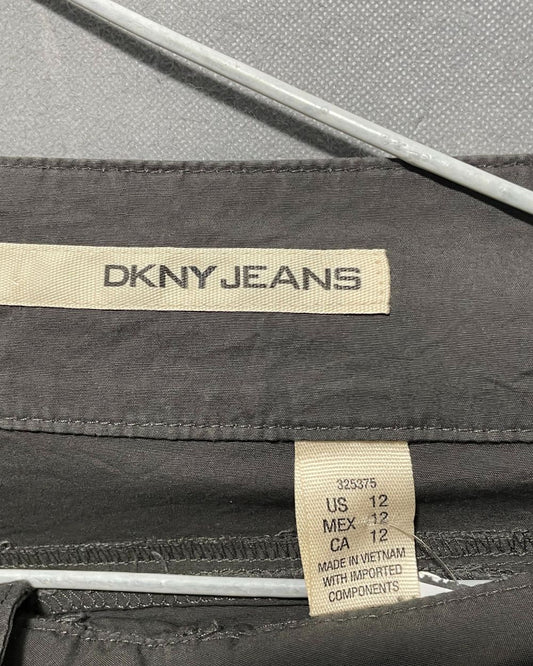 DKNY JEANS
325375
US 12
MEX 12
CA 12
MADE IN VIETNAM
WITH IMPORTED
COMPONENTS